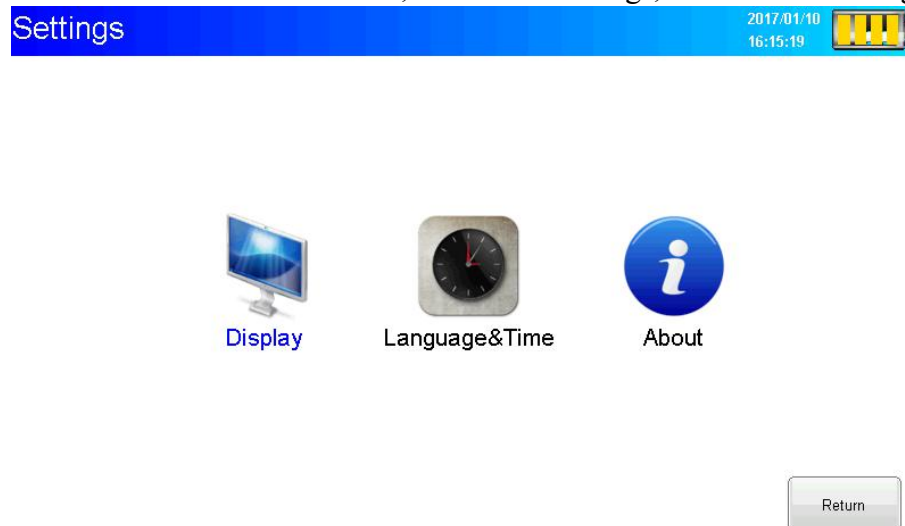 Settings
2017/01/10
16:15:19
Display
Language&Time
About
Return